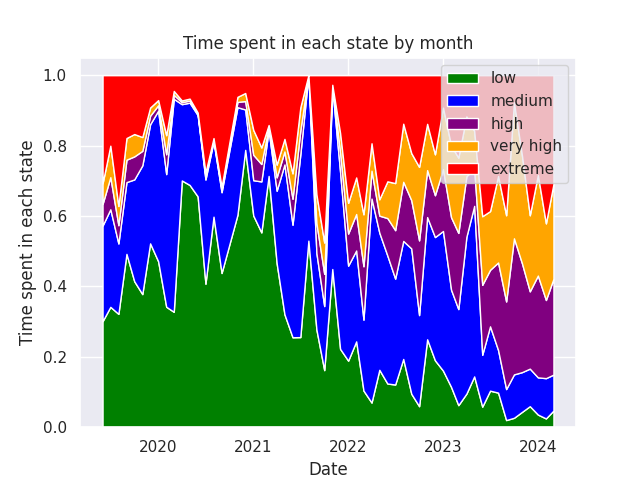 Time spent in each state by month
Time spent in each state
1.0
0.8
0.6
0.4
0.2
0.0
low
medium
high
very high
extreme
2020
2021
2022
2023
2024
Date